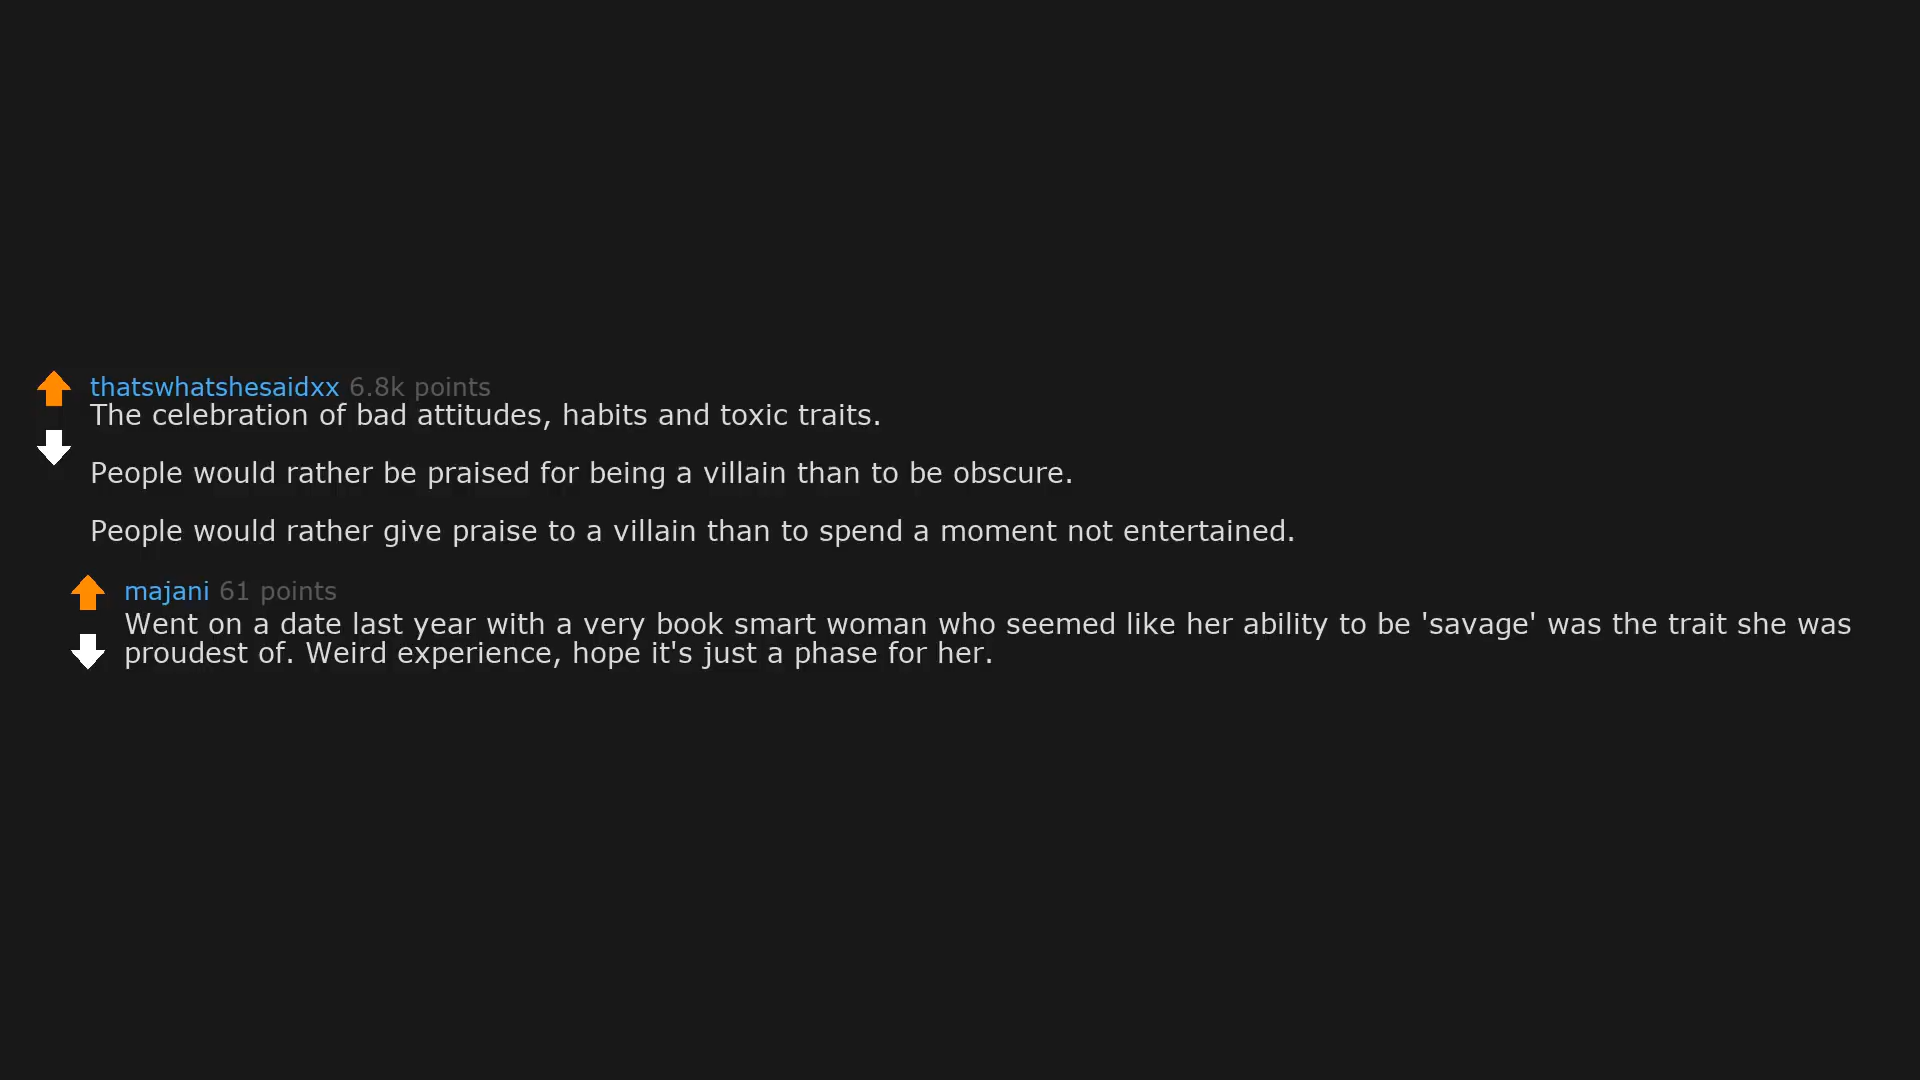 thatswhatshesaidxx 6.8k points
The celebration of bad attitudes, habits and toxic traits.
People would rather be praised for being a villain than to be obscure.
People would rather give praise to a villain than to spend a moment not entertained.
majani 61 points
Went on a date last year with a very book smart woman who seemed like her ability to be 'savage' was the trait she was
proudest of. Weird experience, hope it's just a phase for her.